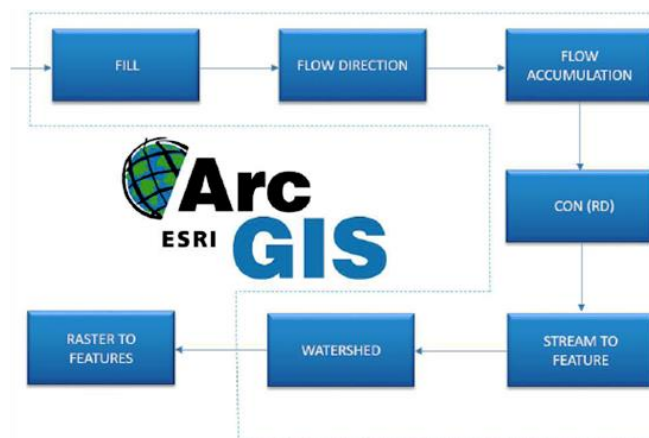 FILL
FLOW DIRECTION
FLOW
ACCUMULATION
Arc
ESRI
GIS
CON (RD)
RASTER TO
FEATURES
WATERSHED
STREAM TO
FEATURE